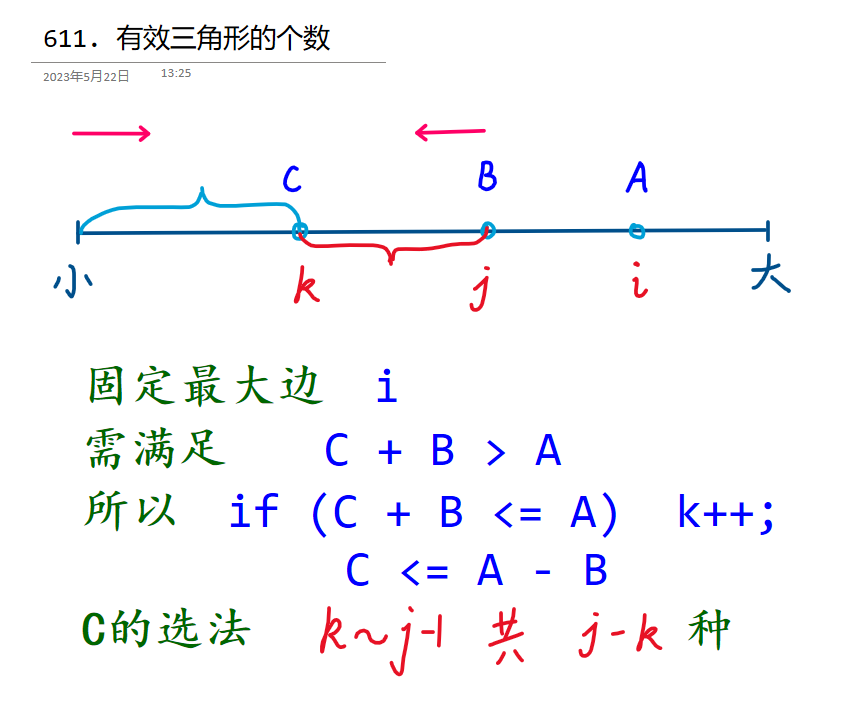 611. 有效三角形的个数
2023年5月22日 13:25
C B A
小 k j i 大
固定最大边 i
需满足 C + B > A
所以 if (C + B <= A) k++;
C <= A - B
C的选法 k~j-1 共 j-k 种